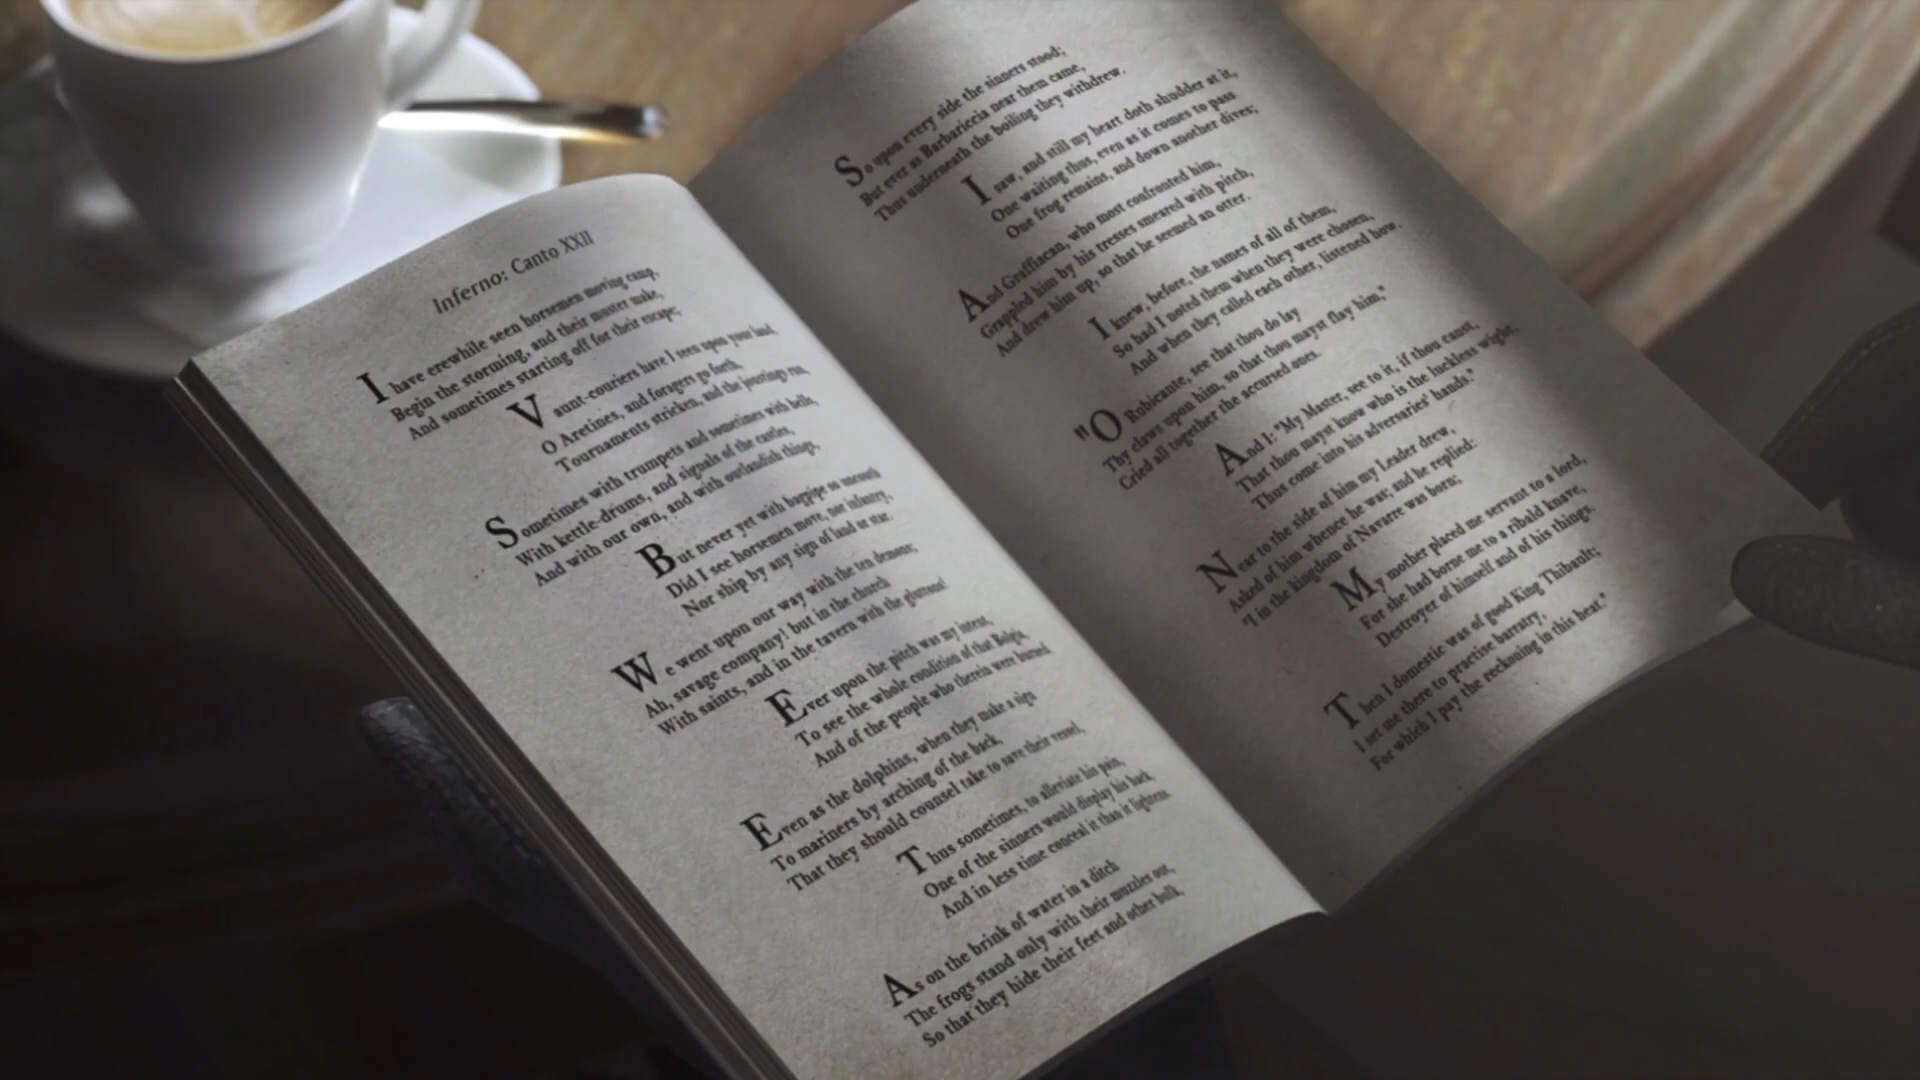 Inferno: Canto XXII
I have erewhile seen horsemen moving camp,
Begin the storming, and their muster make,
And sometimes starting off for their escape;
Vaunt-couriers have I seen upon your land,
O Aretines, and foragers go forth,
Tournaments stricken, and the joustings run,
Sometimes with trumpets and sometimes with bells,
With kettle-drums, and signals of the castles,
And with our own, and with outlandish things,
But never yet with bagpipe so uncouth
Did I see horsemen move, nor infantry,
Nor ship by any sign of land or star.
We went upon our way with the ten demons;
Ah, savage company! but in the church
With saints, and in the tavern with the gluttons!
Ever upon the pitch was my intent,
To see the whole condition of that Bolgia,
And of the people who therein were burned.
Even as the dolphins, when they make a sign
To mariners by arching of the back,
That they should counsel take to save their vessel,
Thus sometimes, to alleviate his pain,
One of the sinners would display his back,
And in less time conceal it than it lightens.
As on the brink of water in a ditch
The frogs stand only with their muzzles out,
So that they hide their feet and other bulk,
So upon every side the sinners stood;
But ever as Barbariccia near them came,
Thus underneath the boiling they withdrew.
I saw, and still my heart doth shudder at it,
One waiting thus, even as it comes to pass
One frog remains, and down another dives;
And Graffiacan, who most confronted him,
Grappled him by his tresses smeared with pitch,
And drew him up, so that he seemed an otter.
I knew, before, the names of all of them,
So had I noted them when they were chosen,
And when they called each other, listened how.
"O Rubicante, see that thou do lay
Thy claws upon him, so that thou mayst flay him,"
Cried all together the accursed ones.
And I: "My Master, see to it, if thou canst,
That thou mayst know who is the luckless wight,
Thus come into his adversaries' hands."
Near to the side of him my Leader drew,
Asked of him whence he was; and he replied:
"I in the kingdom of Navarre was born;
My mother placed me servant to a lord,
For she had borne me to a ribald knave,
Destroyer of himself and of his things.
Then I domestic was of good King Thibault;
I set me there to practise barratry,
For which I pay the reckoning in this heat."